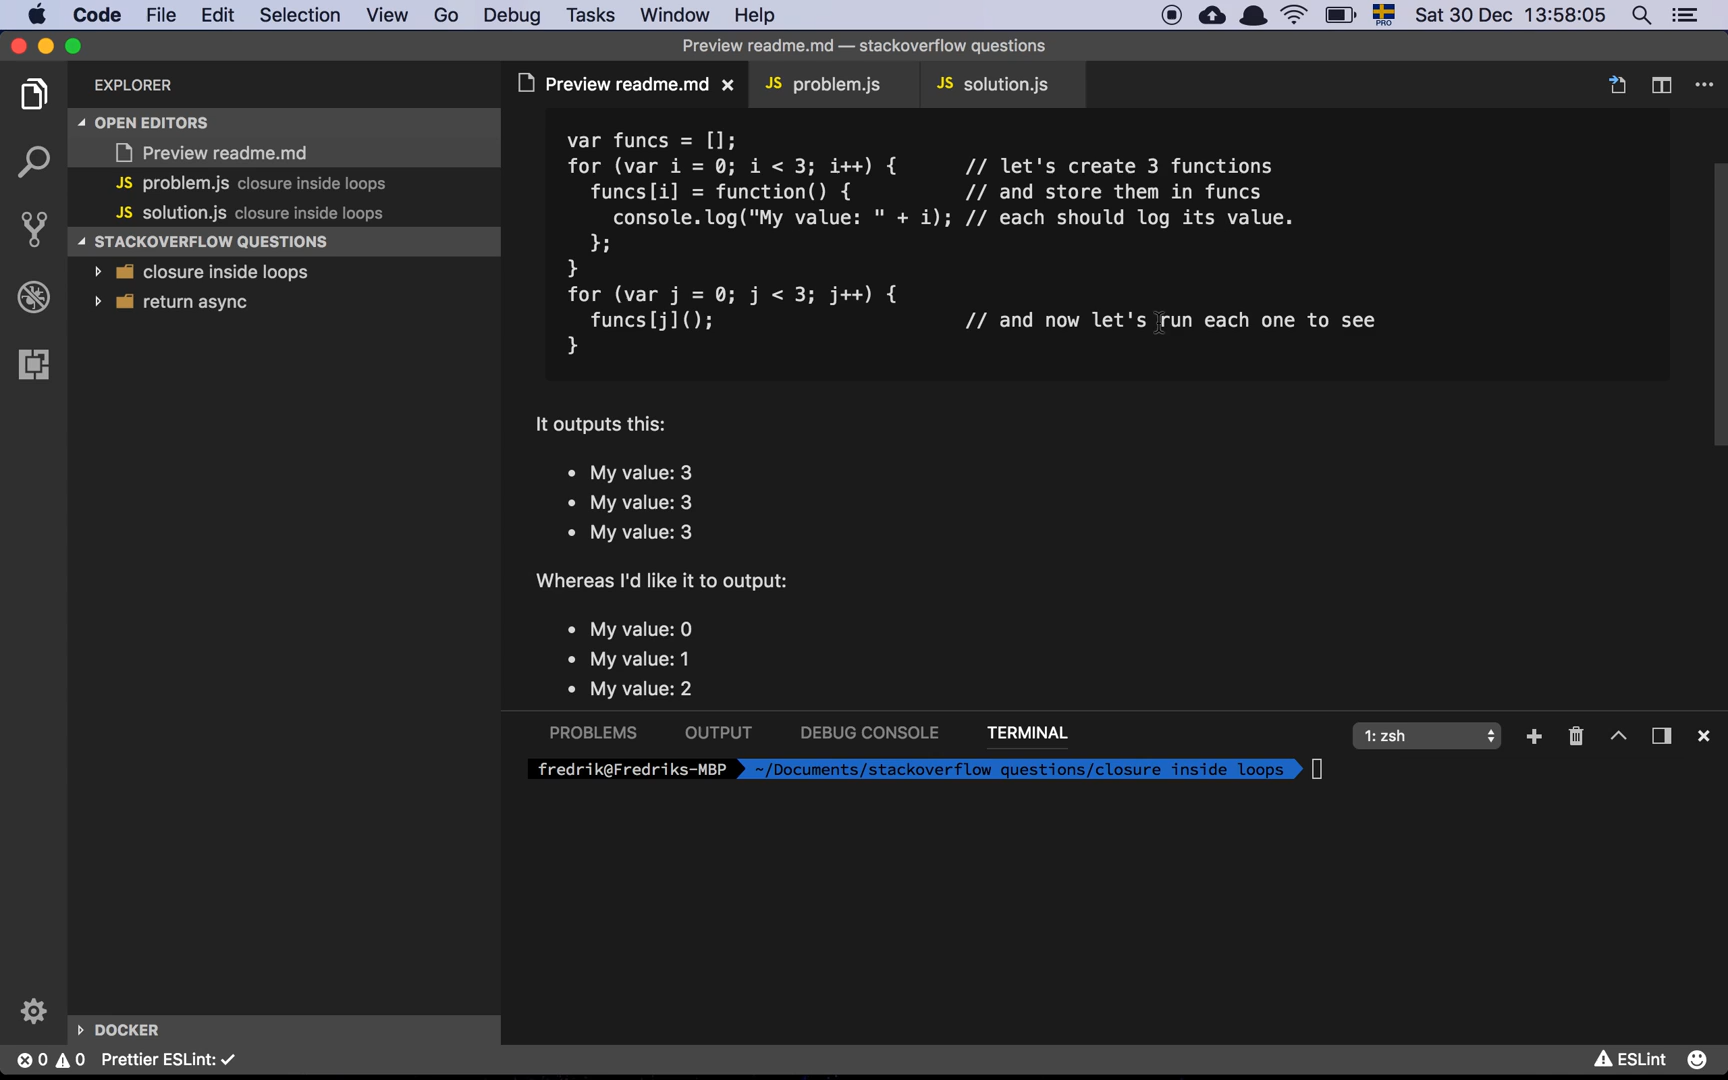 Code File Edit Selection View Go Debug Tasks Window Help PRO Sat 30 Dec 13:58:05
Preview readme.md — stackoverflow questions
EXPLORER
OPEN EDITORS
Preview readme.md
JS problem.js closure inside loops
JS solution.js closure inside loops
STACKOVERFLOW QUESTIONS
closure inside loops
return async
DOCKER
Preview readme.md JS problem.js JS solution.js
var funcs = [];
for (var i = 0; i < 3; i++) { // let's create 3 functions
funcs[i] = function() { // and store them in funcs
console.log("My value: " + i); // each should log its value.
};
}
for (var j = 0; j < 3; j++) {
funcs[j](); // and now let's run each one to see
}
It outputs this:
• My value: 3
• My value: 3
• My value: 3
Whereas I'd like it to output:
• My value: 0
• My value: 1
• My value: 2
PROBLEMS OUTPUT DEBUG CONSOLE TERMINAL 1: zsh
fredrik@Fredriks-MBP ~/Documents/stackoverflow questions/closure inside loops
0 0 Prettier ESLint: ✓ ESLint